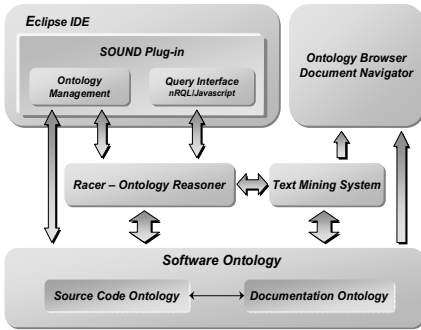 Eclipse IDE
SOUND Plug-in
Ontology
Management
Query Interface
nRQL/Javascript
Ontology Browser
Document Navigator
Racer – Ontology Reasoner
Text Mining System
Software Ontology
Source Code Ontology
Documentation Ontology